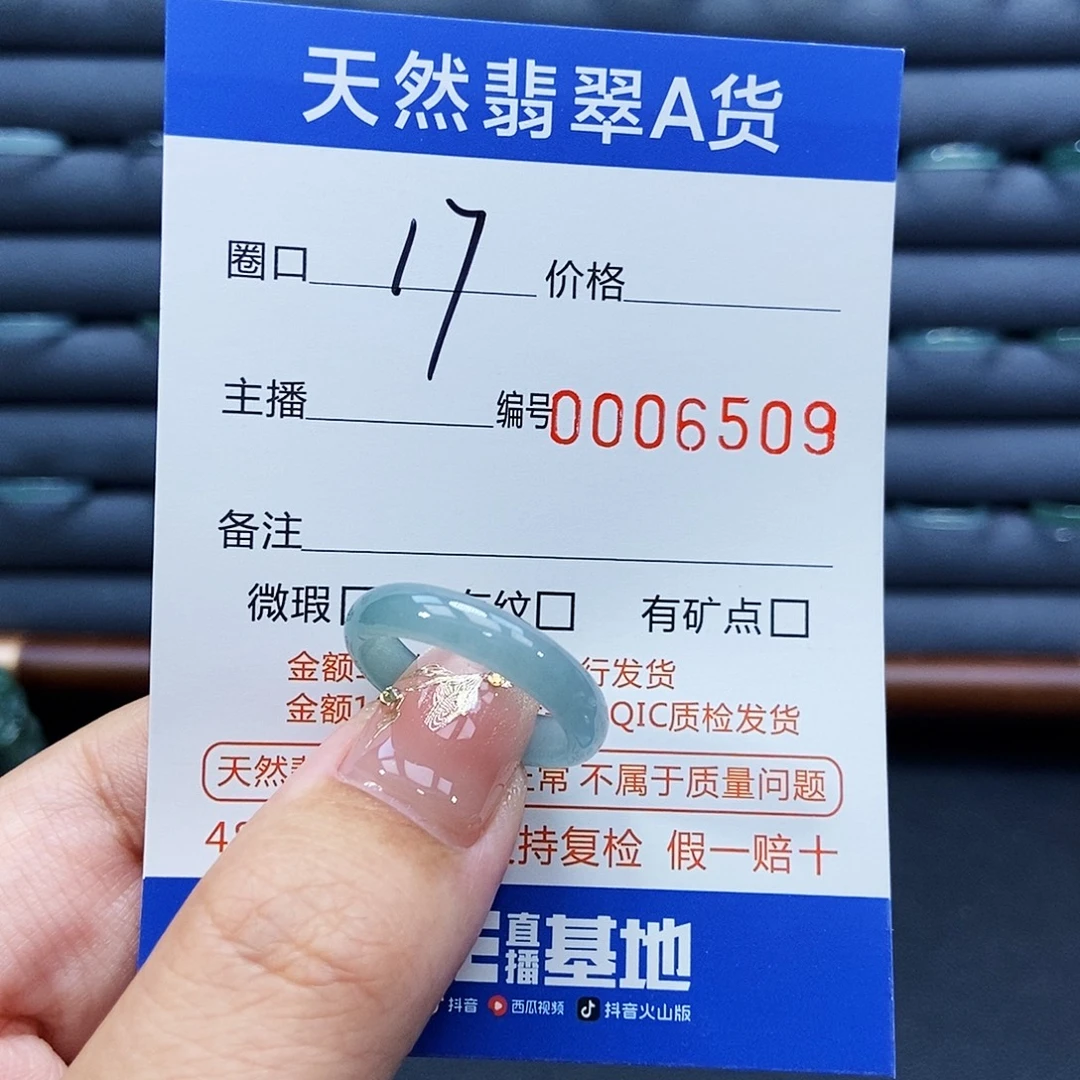 天然翡翠A货
圈口 17 价格
主播 编号0006509
备注
微瑕□ 纹□ 有矿点□
金额 行发货
金额1 QIC质检发货
天然 常 不属于质量问题
持复检 假一赔十
直播基地
抖音 西瓜视频 抖音火山版